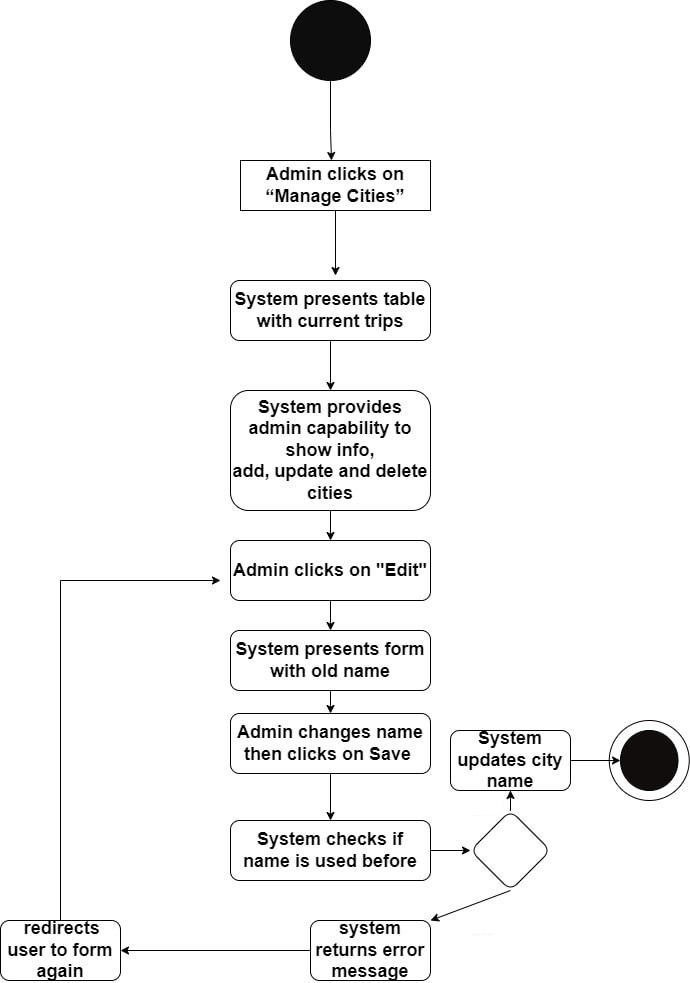 Admin clicks on
“Manage Cities”
System presents table
with current trips
System provides
admin capability to
show info,
add, update and delete
cities
Admin clicks on "Edit"
System presents form
with old name
Admin changes name
then clicks on Save
System
updates city
name
System checks if
name is used before
system
returns error
message
redirects
user to form
again